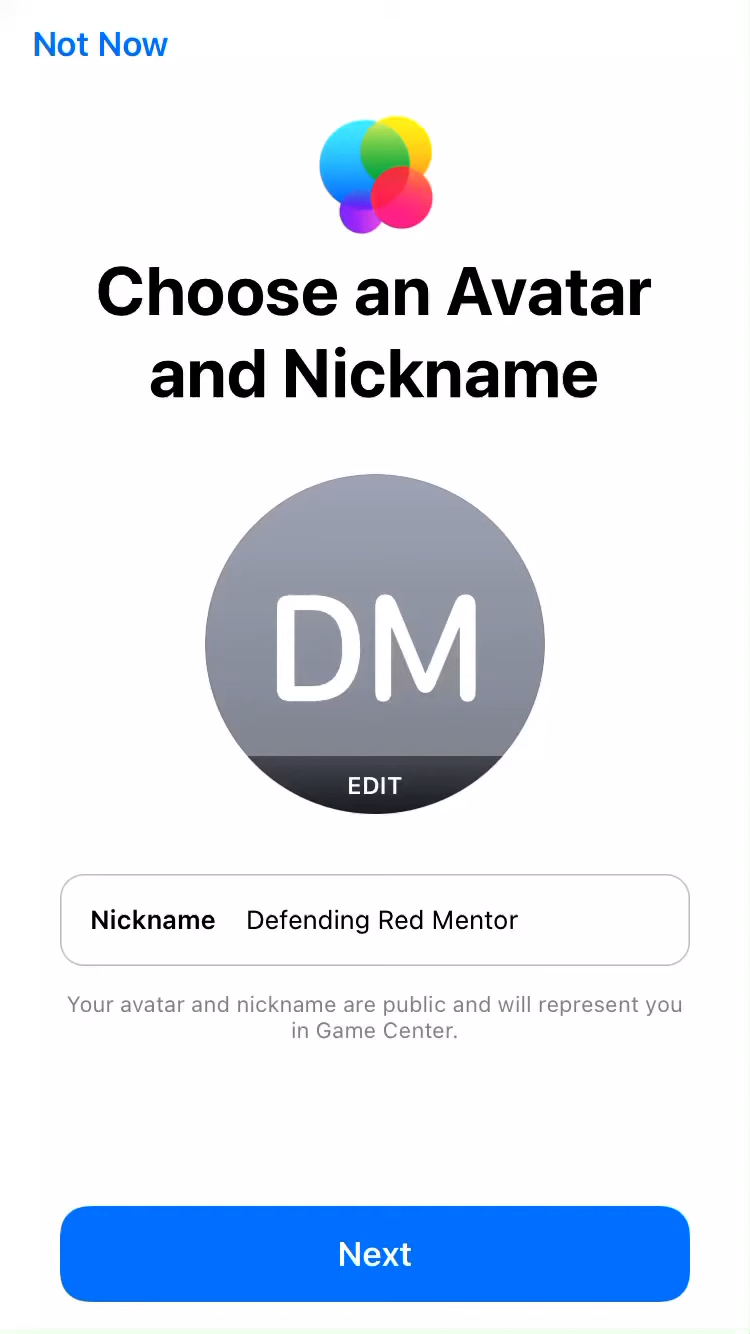 Not Now
Choose an Avatar
and Nickname
DM
EDIT
Nickname Defending Red Mentor
Your avatar and nickname are public and will represent you
in Game Center.
Next